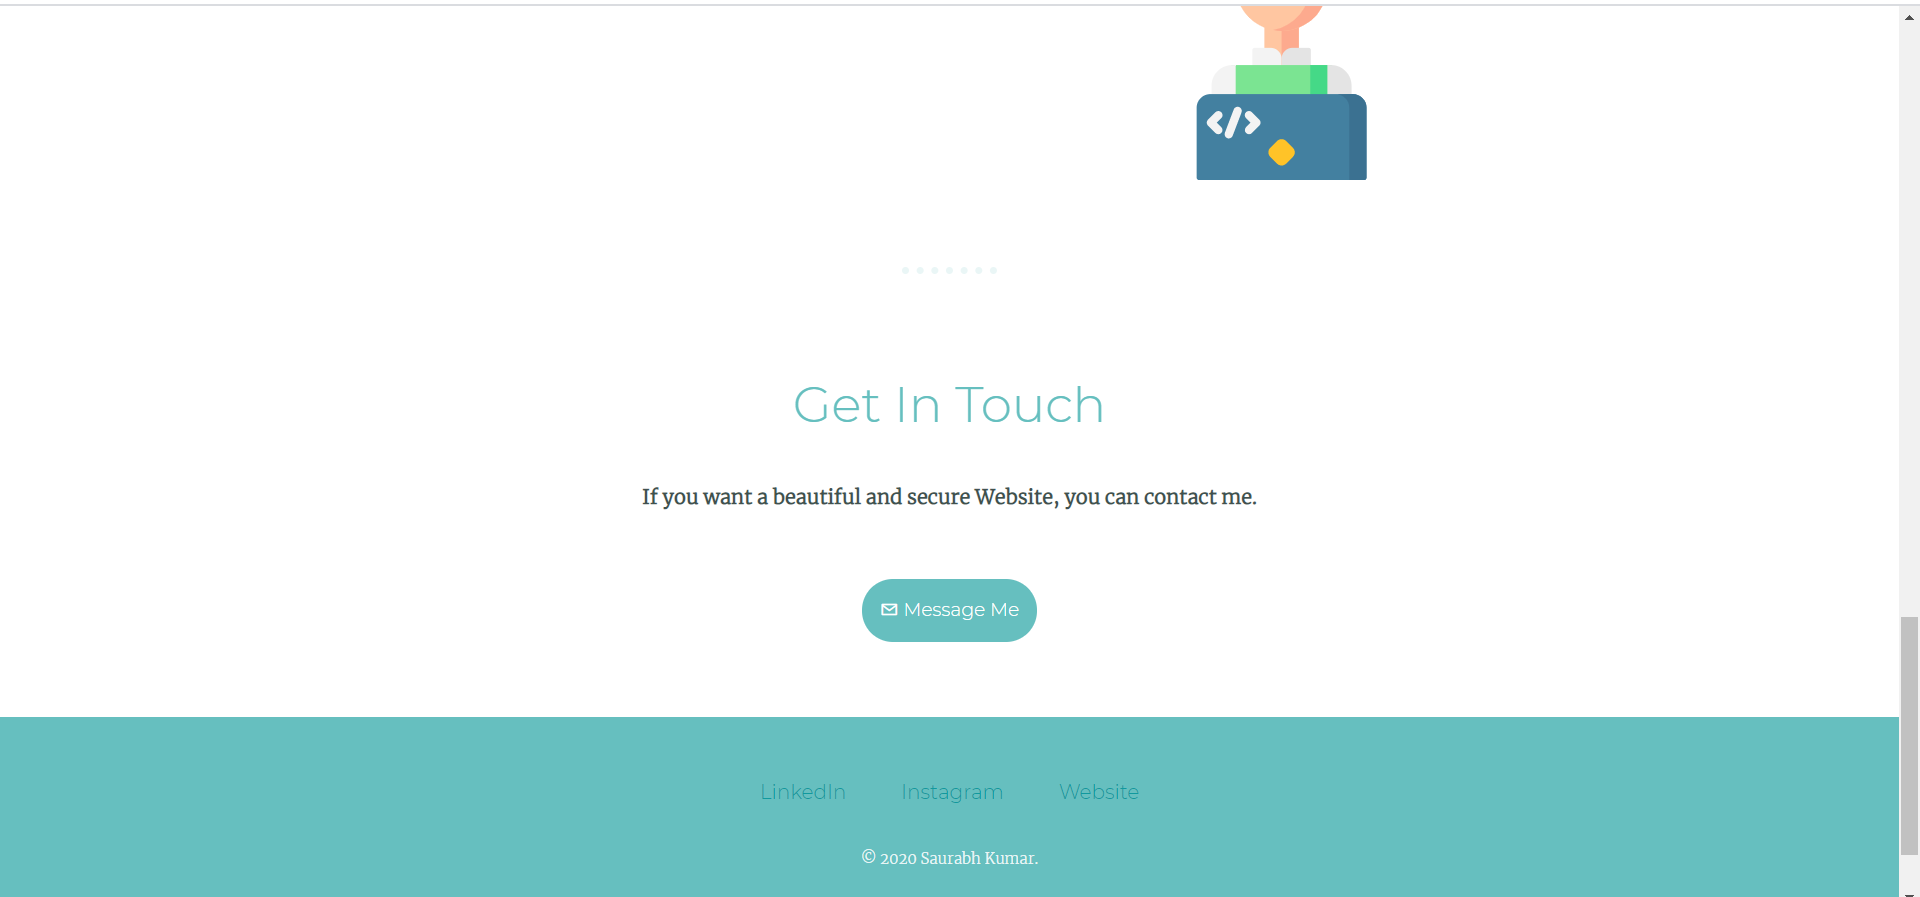 </>
Get In Touch
If you want a beautiful and secure Website, you can contact me.
Message Me
LinkedIn Instagram Website
© 2020 Saurabh Kumar.